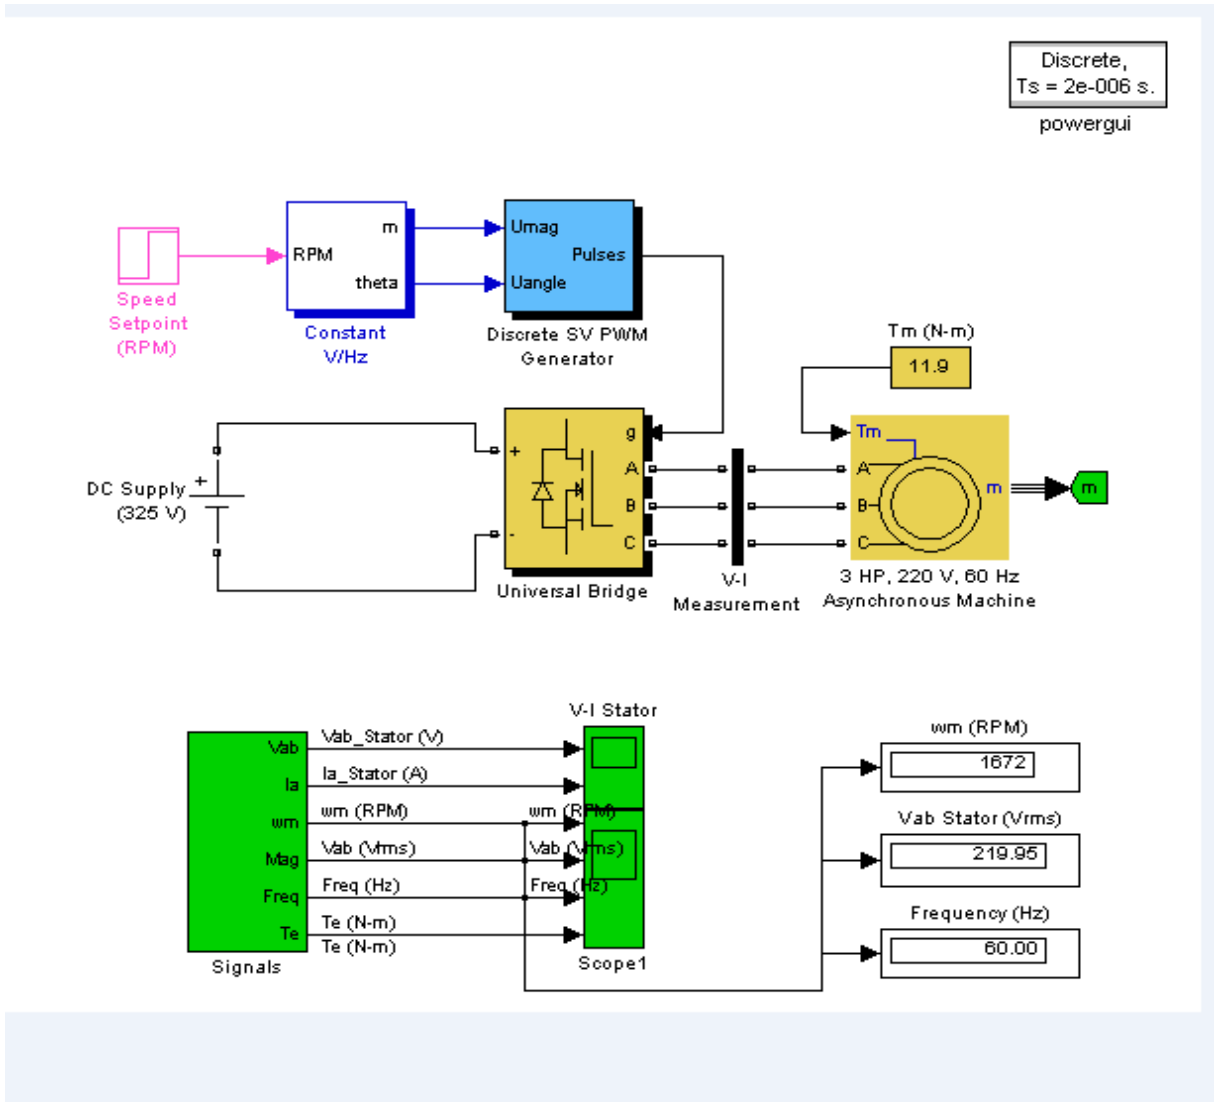 Discrete,
Ts = 2e-006 s.
powergui
m
RPM
theta
Umag
Pulses
Uangle
Speed
Setpoint
(RPM)
Constant
V/Hz
Discrete SV PWM
Generator
Tm (N-m)
11.9
DC Supply
(325 V)
+
+
-
g
A
B
C
Universal Bridge
V-I
Measurement
Tm
A
B
C
m
m
3 HP, 220 V, 60 Hz
Asynchronous Machine
V-I Stator
Vab
Ia
wm
Mag
Freq
Te
Signals
Vab_Stator (V)
Ia_Stator (A)
wm (RPM)
wm (RPM)
Vab (Vrms)
Vab (Vrms)
Freq (Hz)
Freq (Hz)
Te (N-m)
Te (N-m)
Scope1
wm (RPM)
1672
Vab Stator (Vrms)
219.95
Frequency (Hz)
60.00